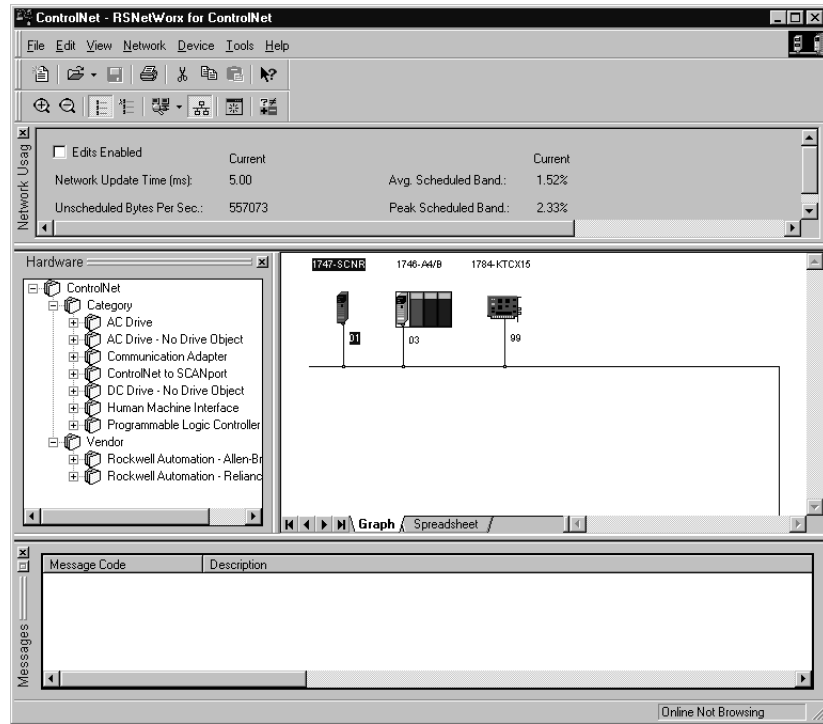 ControlNet - RSNetWorx for ControlNet
File Edit View Network Device Tools Help
Network Usag
Edits Enabled
Current
Current
Network Update Time (ms):
5.00
Avg. Scheduled Band.:
1.52%
Unscheduled Bytes Per Sec.:
557073
Peak Scheduled Band.:
2.33%
Hardware
ControlNet
Category
AC Drive
AC Drive - No Drive Object
Communication Adapter
ControlNet to SCANport
DC Drive - No Drive Object
Human Machine Interface
Programmable Logic Controller
Vendor
Rockwell Automation - Allen-Br
Rockwell Automation - Relianc
1747-SCNR
1746-A4/B
1784-KTCX15
01
03
99
Graph
Spreadsheet
Messages
Message Code
Description
Online Not Browsing